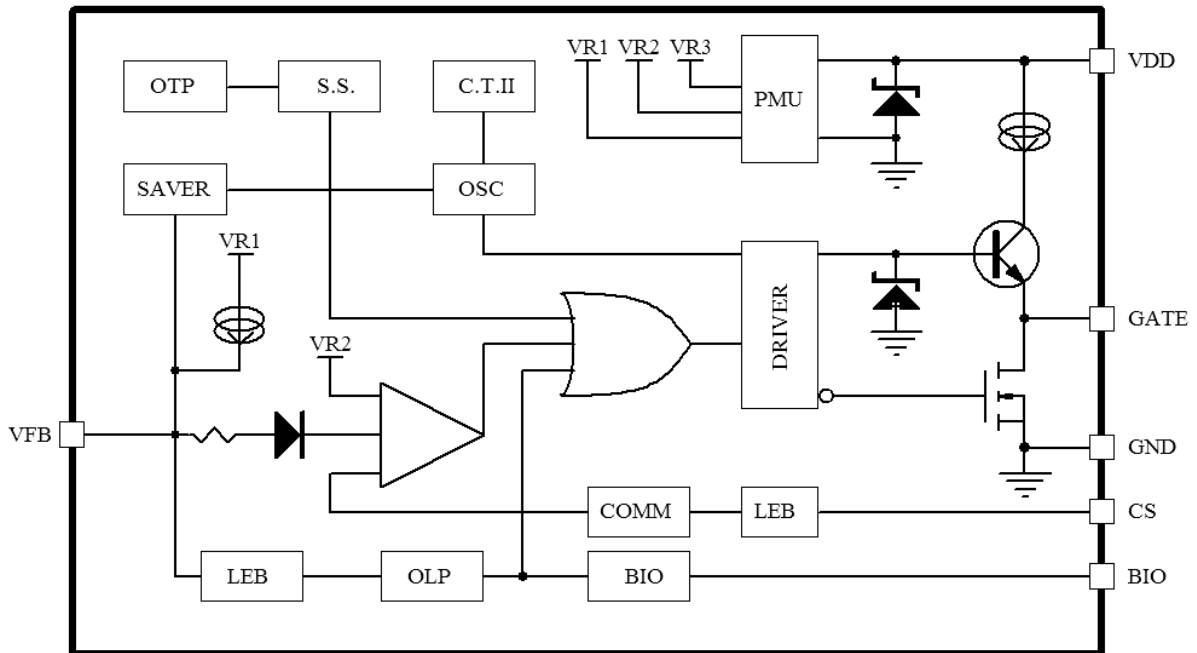 VR1
VR2
VR3
VDD
OTP
S.S.
C.T.II
PMU
SAVER
OSC
VR1
DRIVER
GATE
VR2
VFB
GND
COMM
LEB
CS
LEB
OLP
BIO
BIO